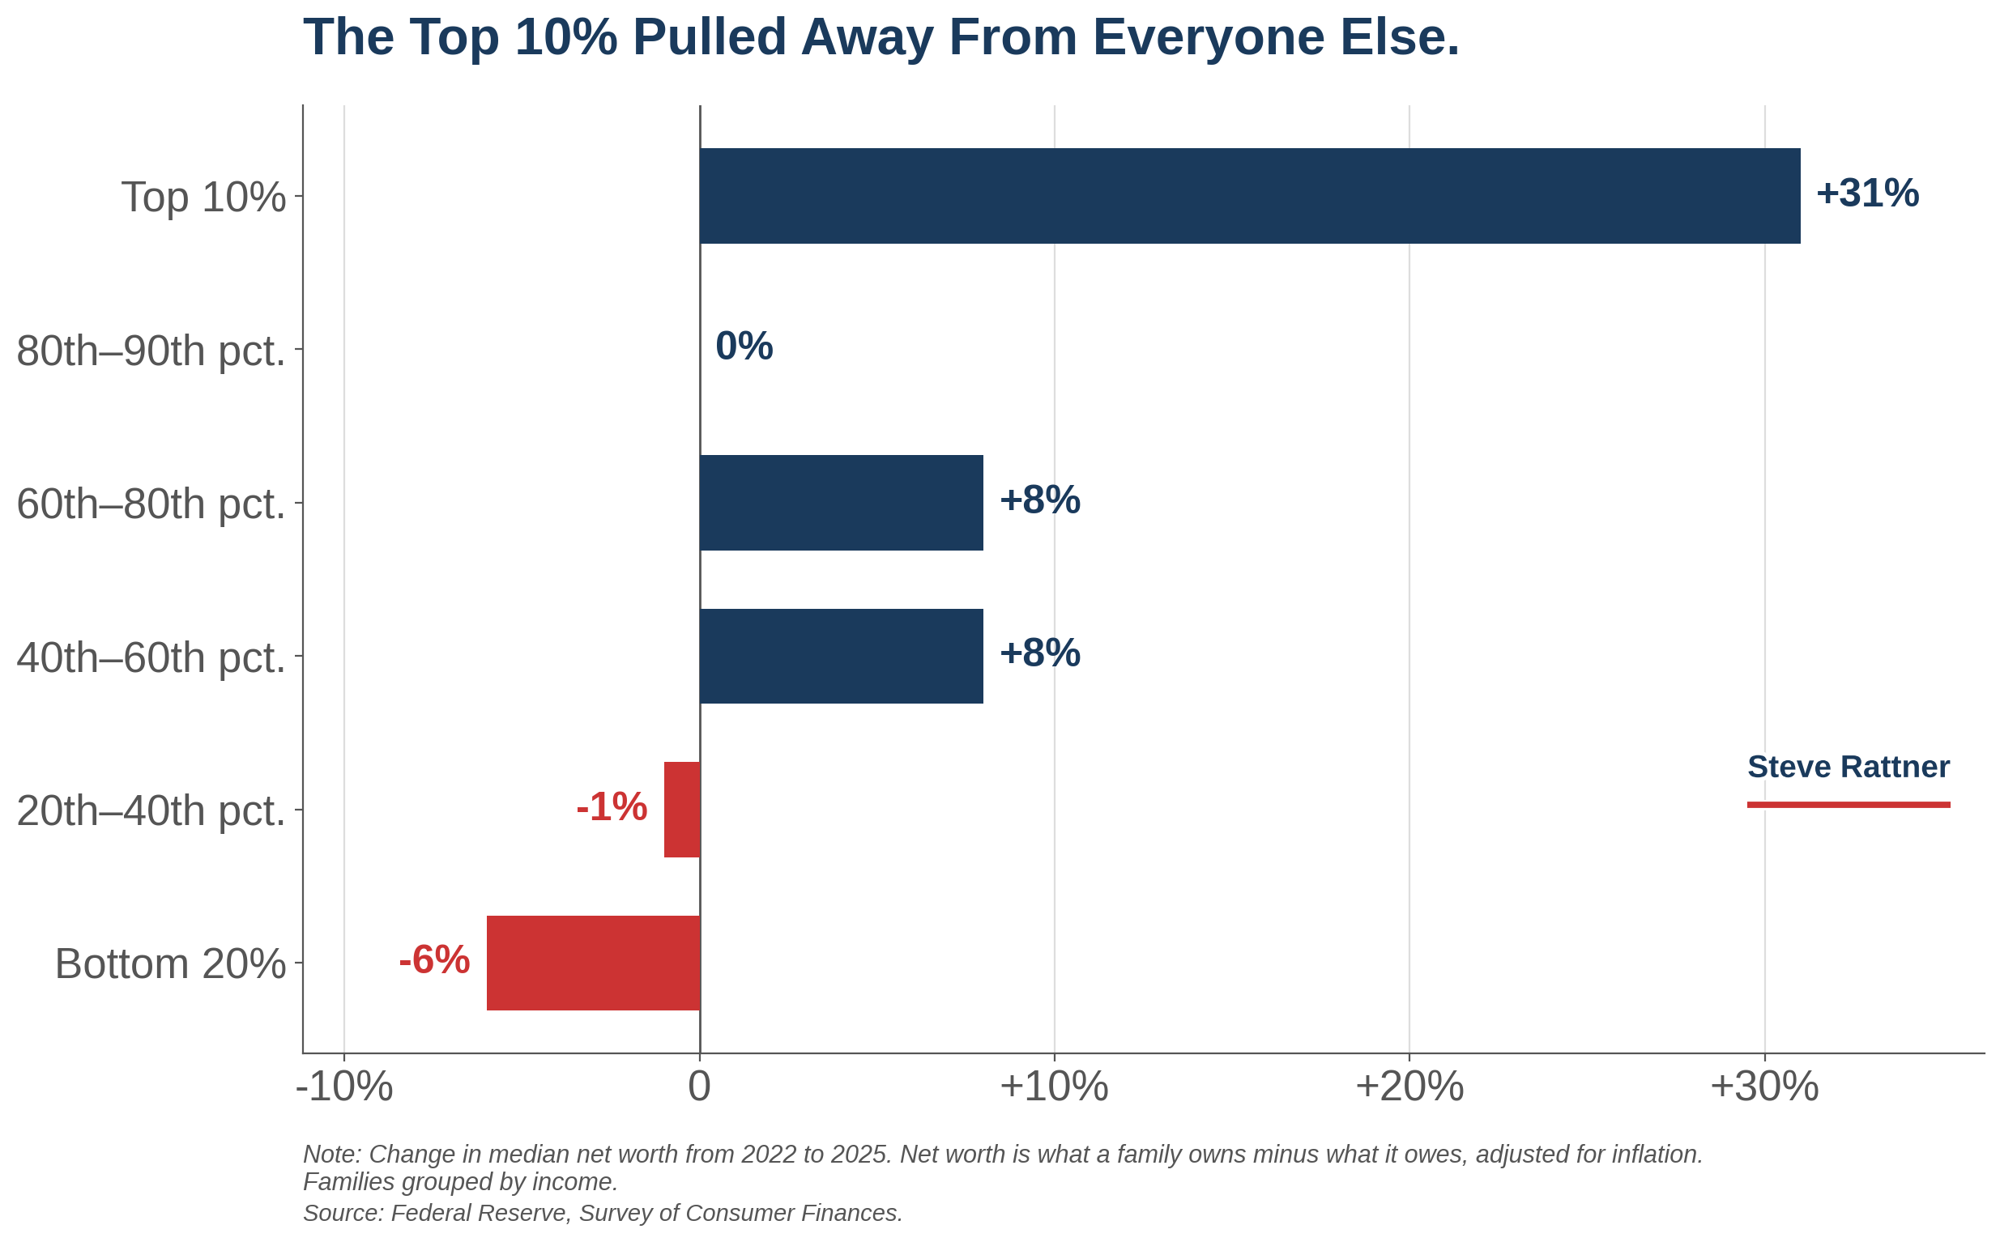 The Top 10% Pulled Away From Everyone Else.
Top 10%
+31%
80th–90th pct.
0%
60th–80th pct.
+8%
40th–60th pct.
+8%
Steve Rattner
20th–40th pct.
-1%
Bottom 20%
-6%
-10%
0
+10%
+20%
+30%
Note: Change in median net worth from 2022 to 2025. Net worth is what a family owns minus what it owes, adjusted for inflation.
Families grouped by income.
Source: Federal Reserve, Survey of Consumer Finances.